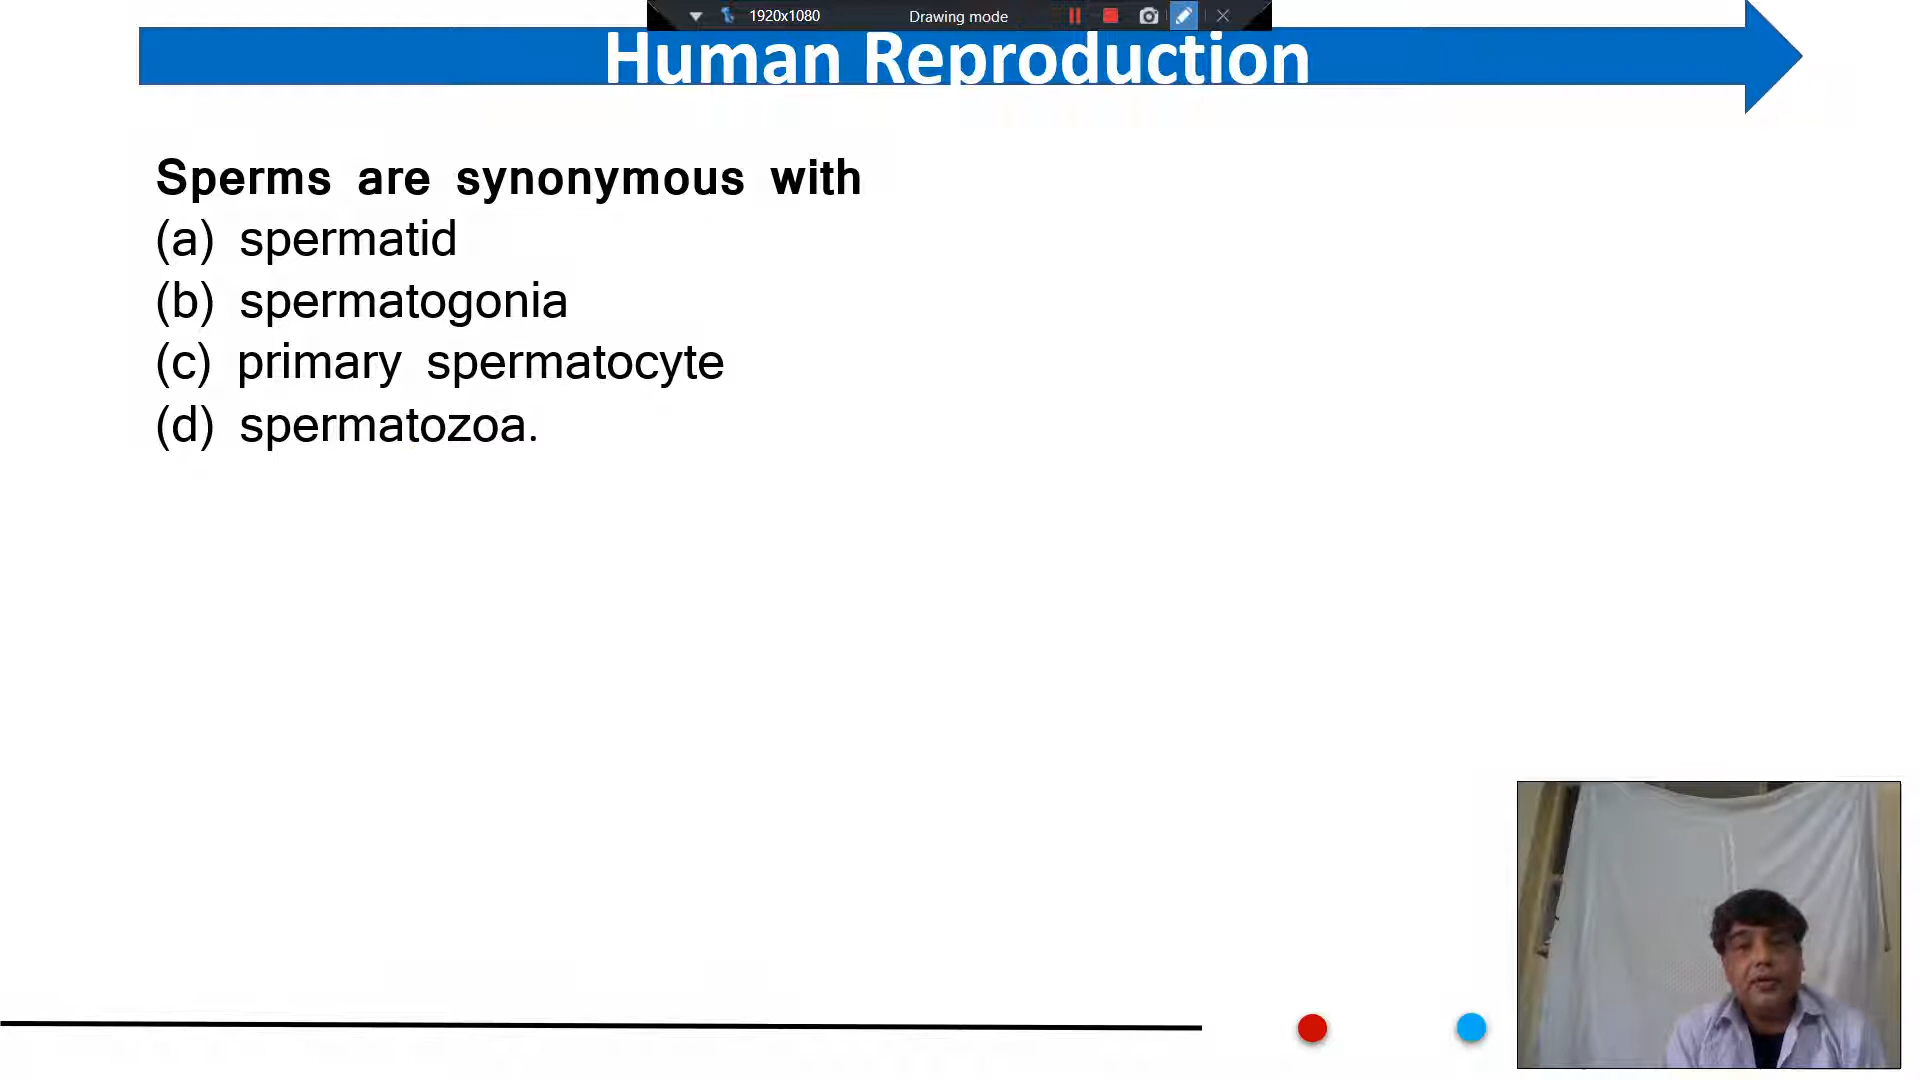 1920x1080 Drawing mode
Human Reproduction
Sperms are synonymous with
(a) spermatid
(b) spermatogonia
(c) primary spermatocyte
(d) spermatozoa.